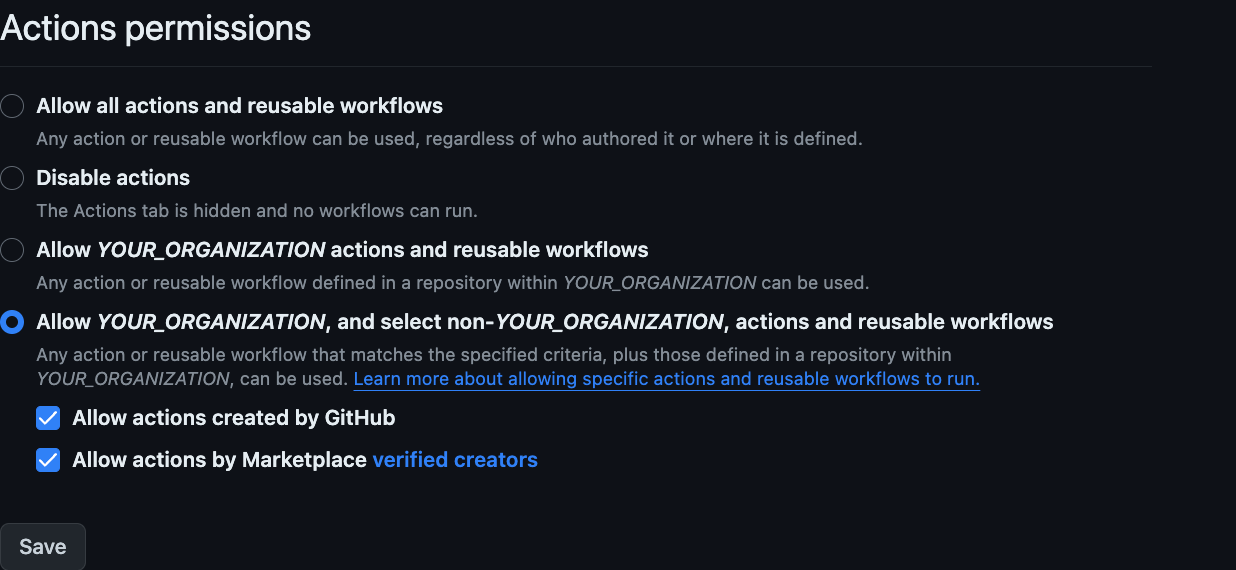 Actions permissions
Allow all actions and reusable workflows
Any action or reusable workflow can be used, regardless of who authored it or where it is defined.
Disable actions
The Actions tab is hidden and no workflows can run.
Allow YOUR_ORGANIZATION actions and reusable workflows
Any action or reusable workflow defined in a repository within YOUR_ORGANIZATION can be used.
Allow YOUR_ORGANIZATION, and select non-YOUR_ORGANIZATION, actions and reusable workflows
Any action or reusable workflow that matches the specified criteria, plus those defined in a repository within
YOUR_ORGANIZATION, can be used. Learn more about allowing specific actions and reusable workflows to run.
Allow actions created by GitHub
Allow actions by Marketplace verified creators
Save